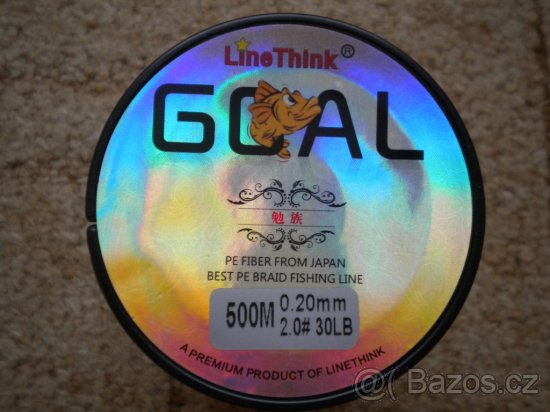 LineThink®
GOAL
勉族
PE FIBER FROM JAPAN
BEST PE BRAID FISHING LINE
500M 0.20mm
2.0# 30LB
A PREMIUM PRODUCT OF LINETHINK
Bazos.cz